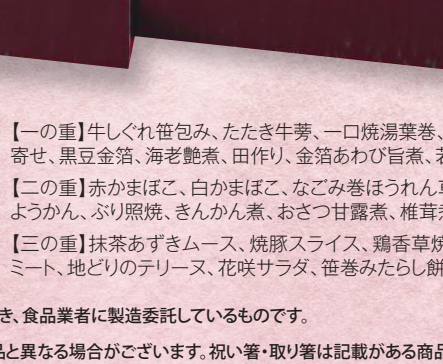 【一の重】牛しぐれ笹包み、たたき牛蒡、一口焼湯葉巻、
寄せ、黒豆金箔、海老艶煮、田作り、金箔あわび旨煮、
【二の重】赤かまぼこ、白かまぼこ、なごみ巻ほうれん
ようかん、ぶり照焼、きんかん煮、おさつ甘露煮、椎茸
【三の重】抹茶あずきムース、焼豚スライス、鶏香草焼
ミート、地どりのテリーヌ、花咲サラダ、笹巻みたらし餅
き、食品業者に製造委託しているものです。
品と異なる場合がございます。祝い箸・取り箸は記載がある商品